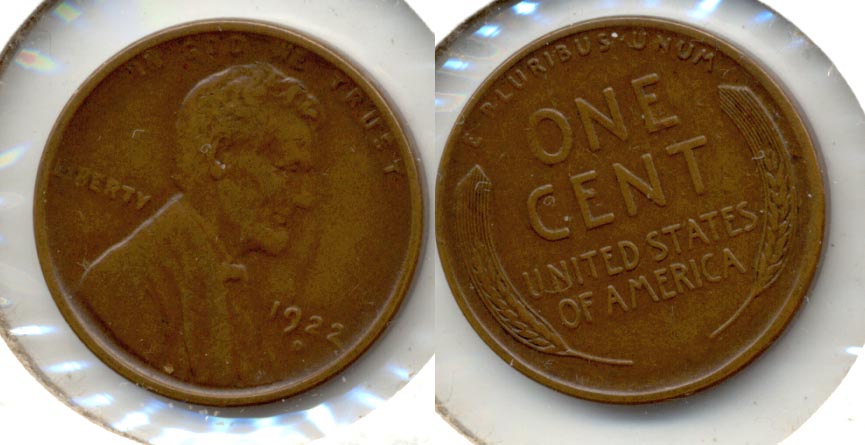 IN GOD WE TRUST
LIBERTY
1922
D
E PLURIBUS UNUM
ONE
CENT
UNITED STATES
OF AMERICA